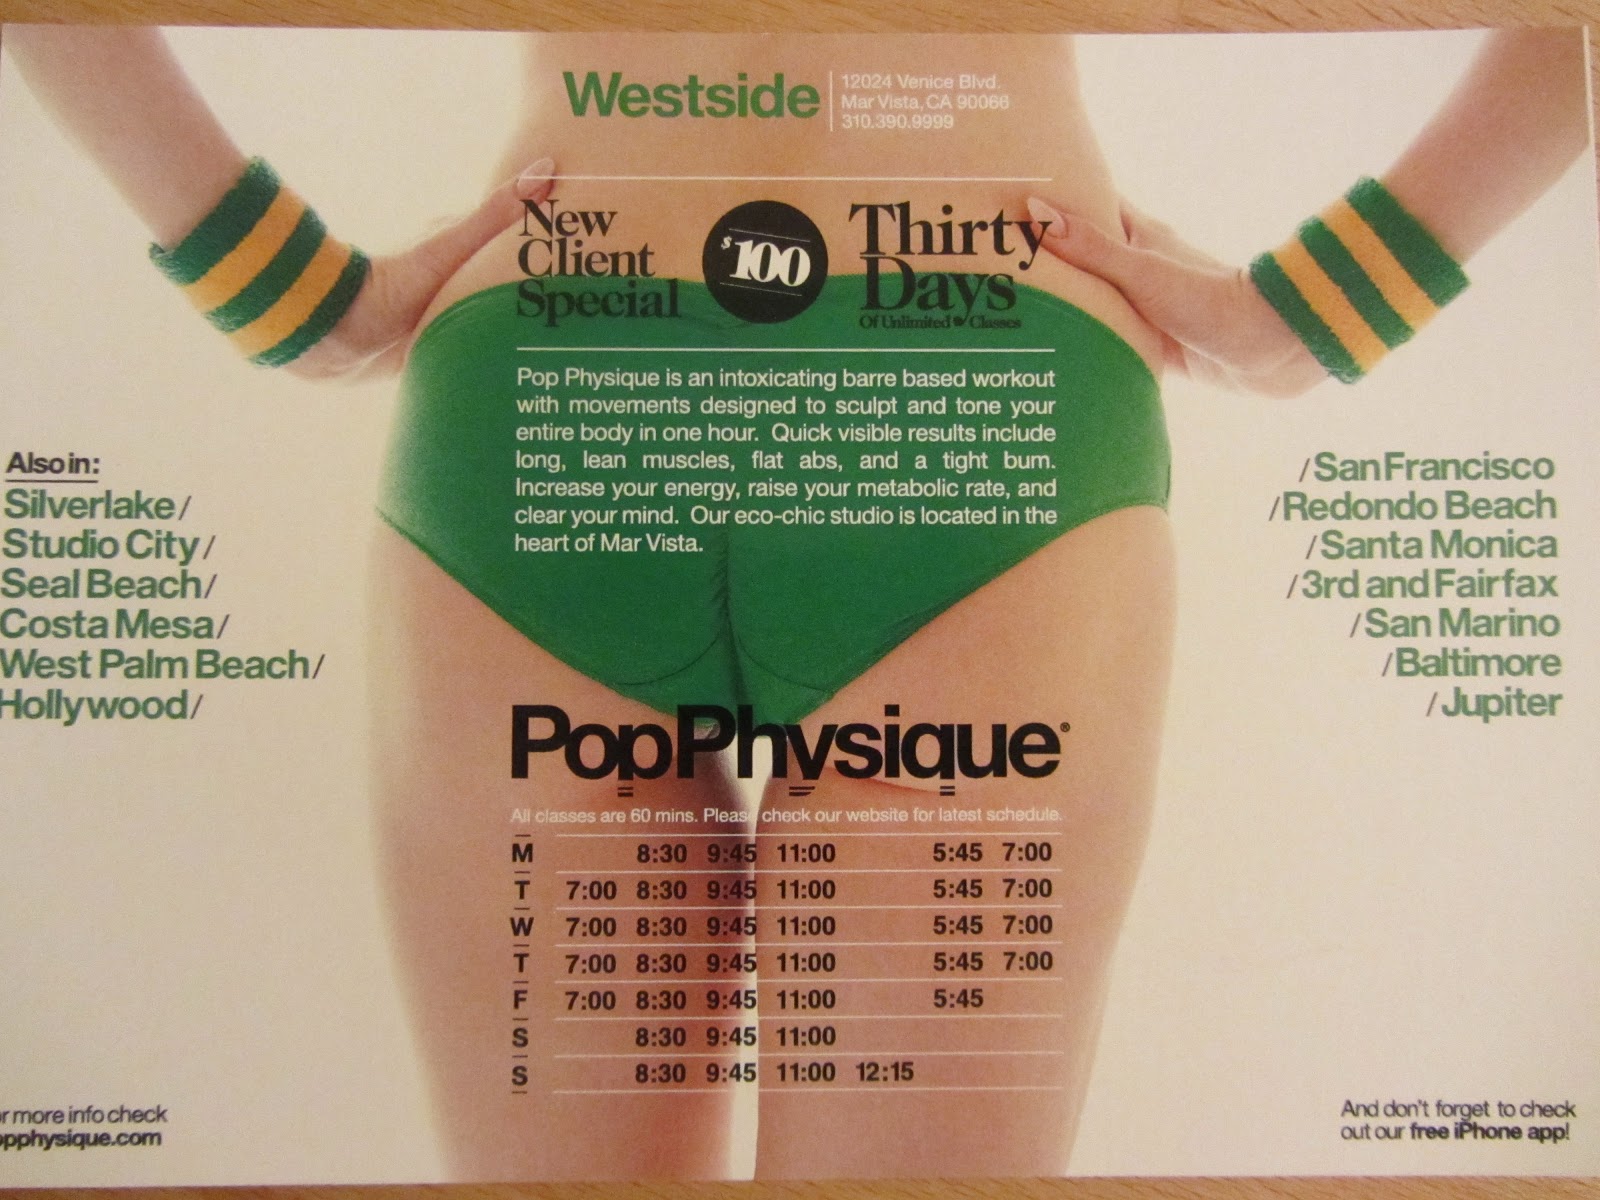 Westside
12024 Venice Blvd.
Mar Vista, CA 90066
310.390.9999
New
Client
Special
$100
Thirty
Days
Of Unlimited Classes
Pop Physique is an intoxicating barre based workout
with movements designed to sculpt and tone your
entire body in one hour. Quick visible results include
long, lean muscles, flat abs, and a tight bum.
Increase your energy, raise your metabolic rate, and
clear your mind. Our eco-chic studio is located in the
heart of Mar Vista.
Also in:
Silverlake/
Studio City/
Seal Beach/
Costa Mesa/
West Palm Beach/
Hollywood/
/San Francisco
/Redondo Beach
/Santa Monica
/3rd and Fairfax
/San Marino
/Baltimore
/Jupiter
PopPhysique®
All classes are 60 mins. Please check our website for latest schedule.
M 8:30 9:45 11:00 5:45 7:00
T 7:00 8:30 9:45 11:00 5:45 7:00
W 7:00 8:30 9:45 11:00 5:45 7:00
T 7:00 8:30 9:45 11:00 5:45 7:00
F 7:00 8:30 9:45 11:00 5:45
S 8:30 9:45 11:00
S 8:30 9:45 11:00 12:15
or more info check
opphysique.com
And don't forget to check
out our free iPhone app!